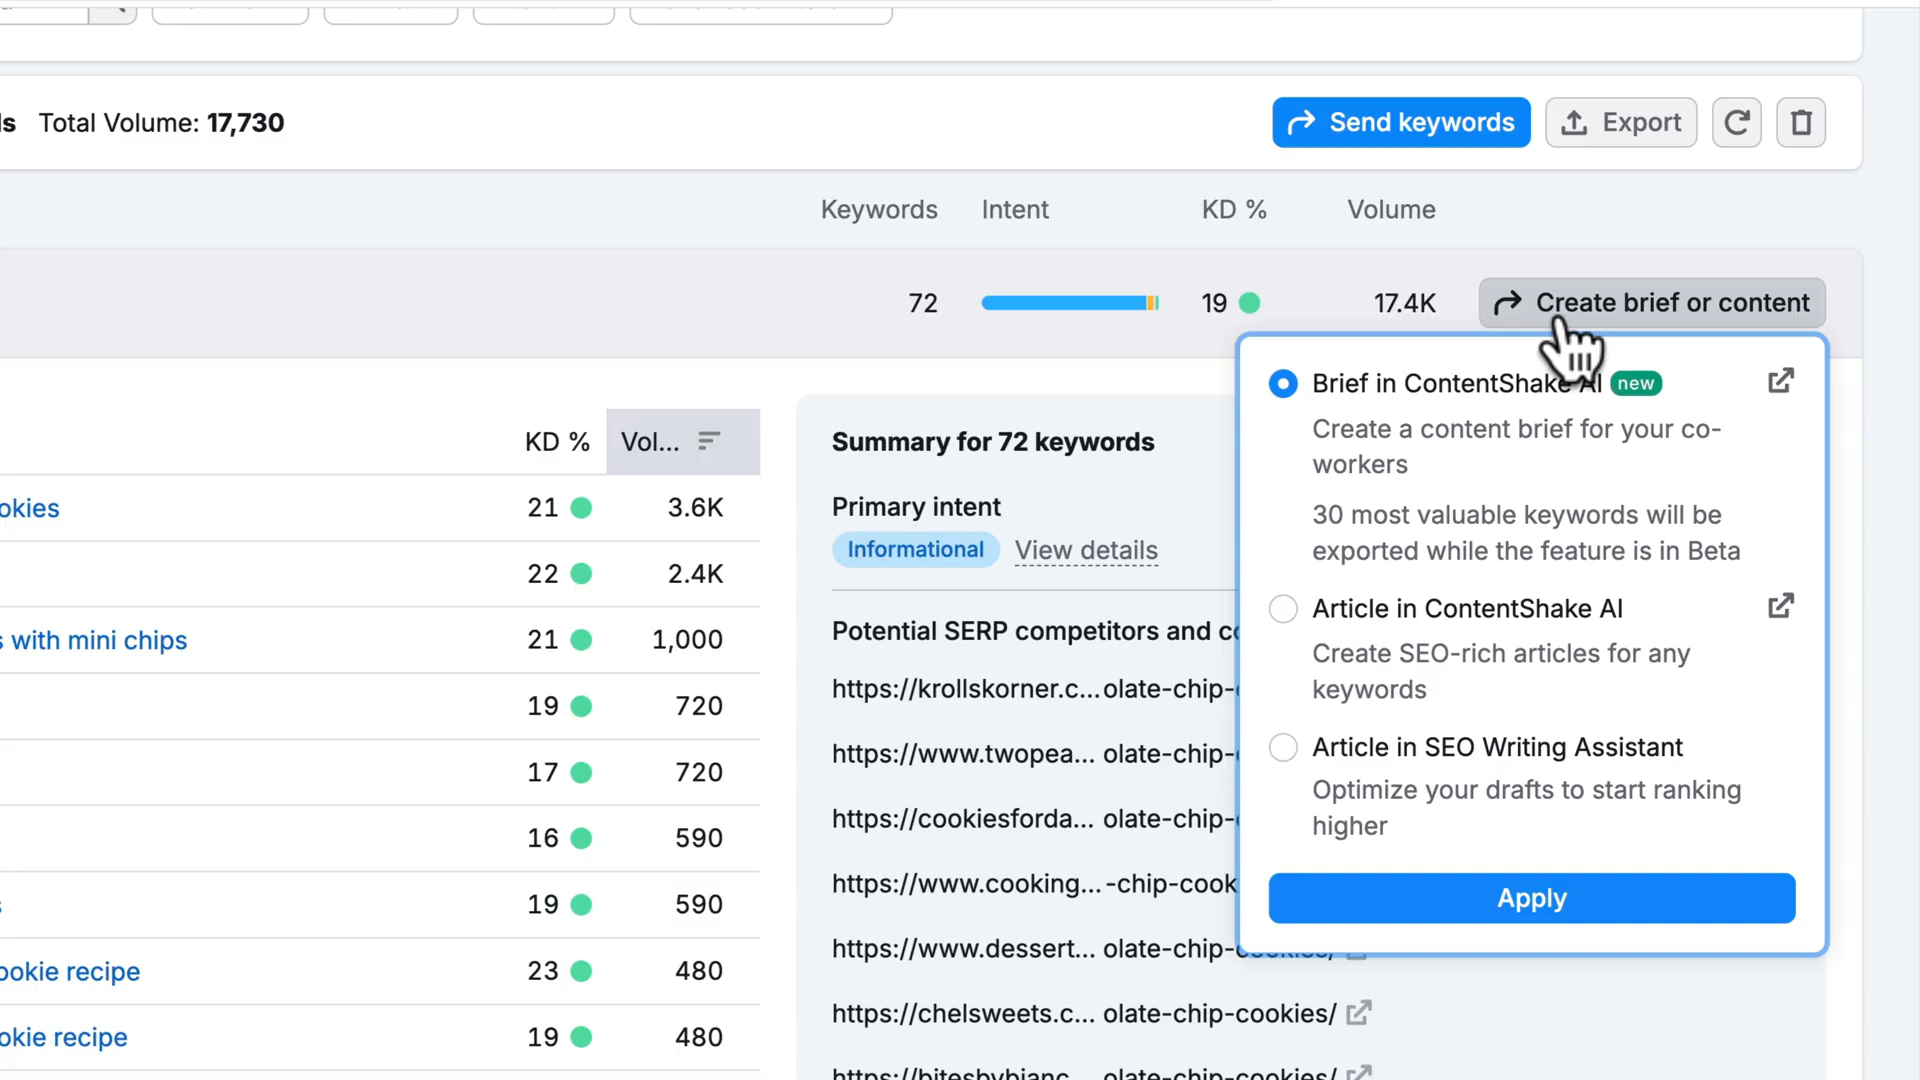 Total Volume: 17,730
Send keywords
Export
Keywords
Intent
KD %
Volume
72
19
17.4K
Create brief or content
Brief in ContentShake AI
new
Create a content brief for your co-
workers
30 most valuable keywords will be
exported while the feature is in Beta
Article in ContentShake AI
Create SEO-rich articles for any
keywords
Article in SEO Writing Assistant
Optimize your drafts to start ranking
higher
Apply
KD %
Vol...
okies
21
3.6K
22
2.4K
s with mini chips
21
1,000
19
720
17
720
16
590
19
590
ookie recipe
23
480
okie recipe
19
480
Summary for 72 keywords
Primary intent
Informational
View details
Potential SERP competitors and co
https://krollskorner.c... olate-chip-
https://www.twopea... olate-chip-
https://cookiesforda... olate-chip-
https://www.cooking... -chip-cook
https://www.dessert... olate-chip-cookies/
https://chelsweets.c... olate-chip-cookies/
https://bitesbybianc... olate-chip-cookies/